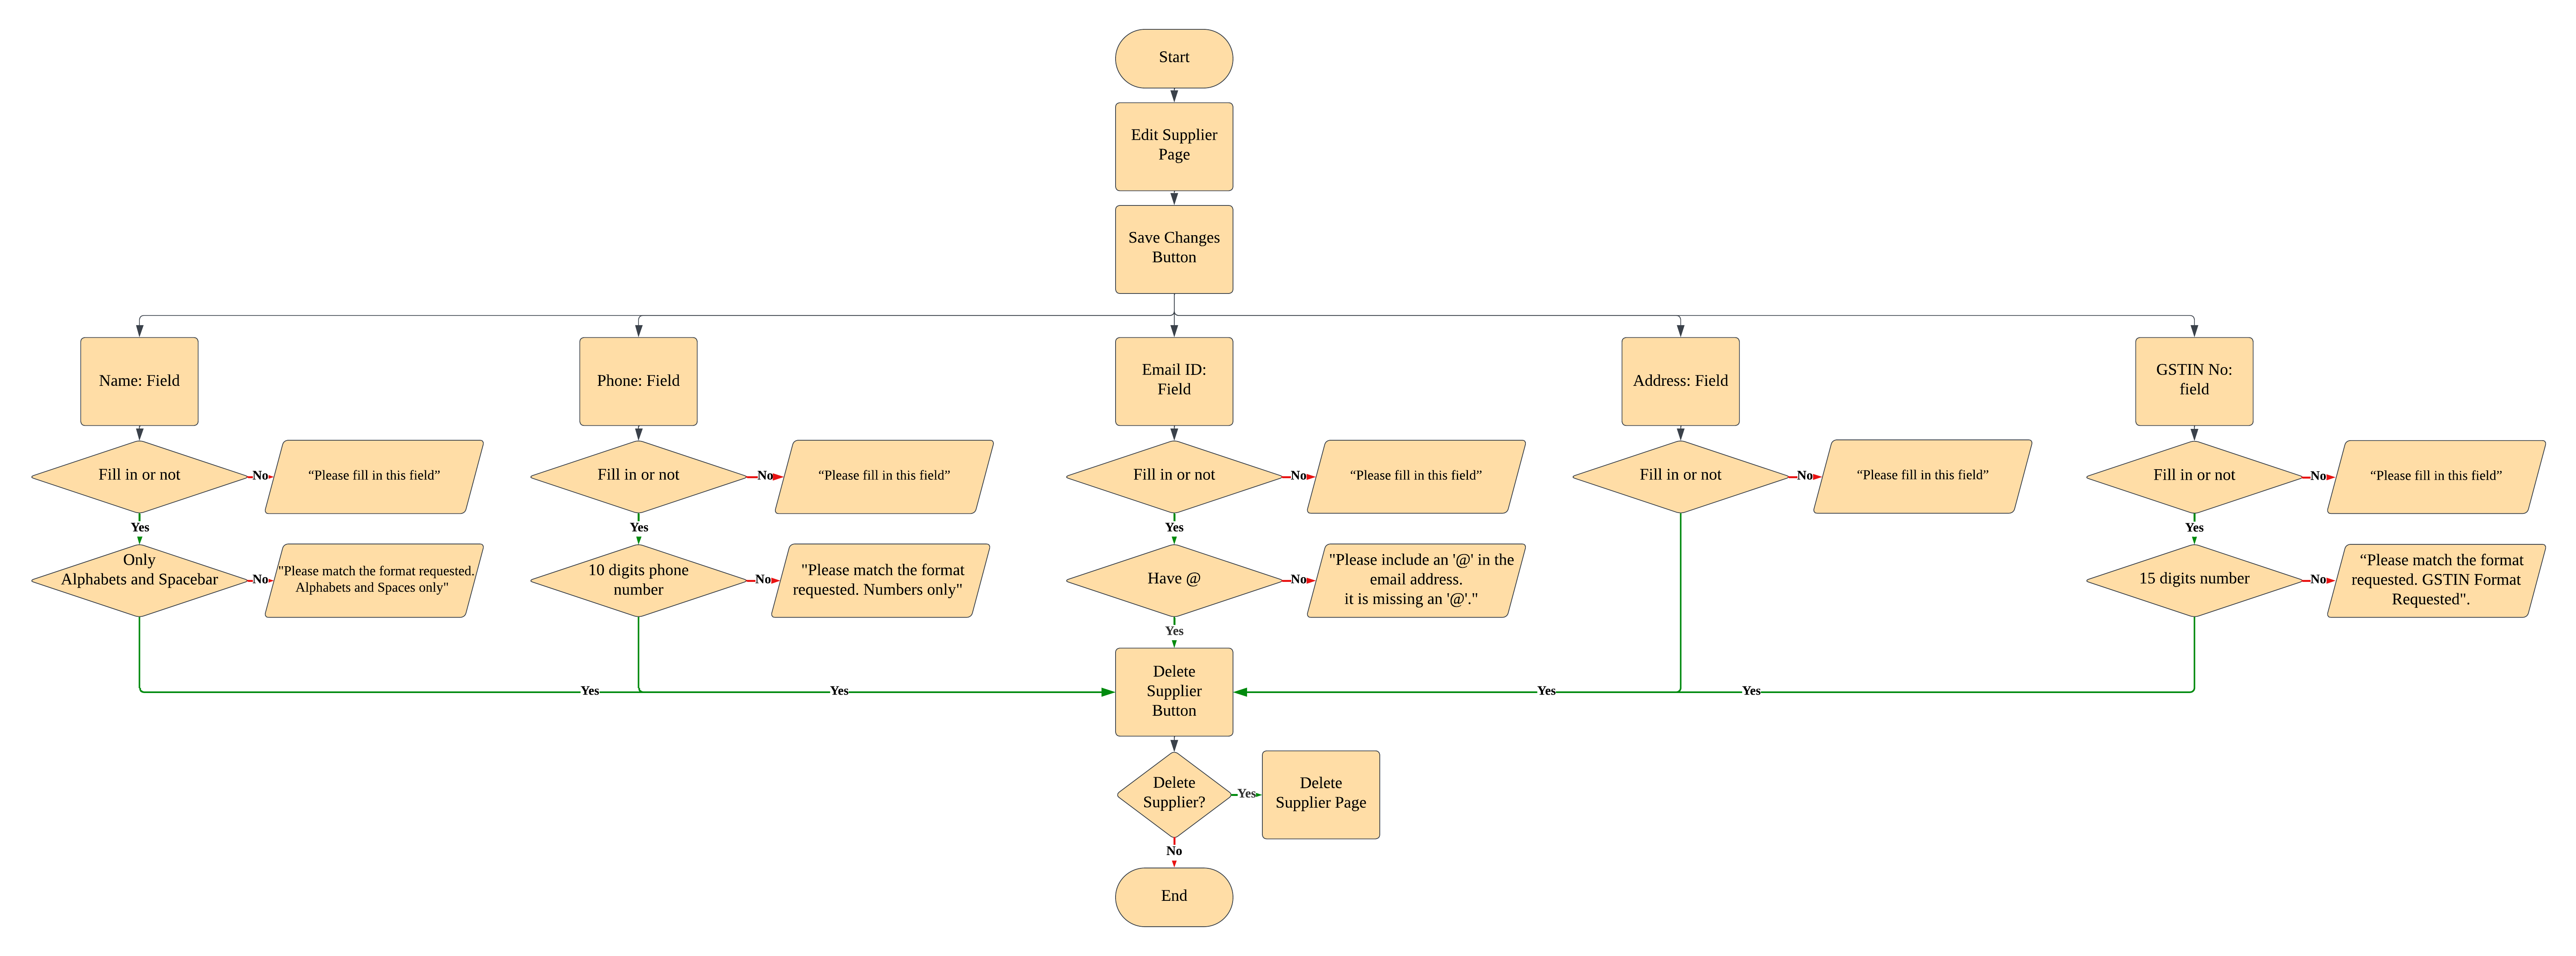 Start
Edit Supplier
Page
Save Changes
Button
Name: Field
Phone: Field
Email ID:
Field
Address: Field
GSTIN No:
field
Fill in or not
No
“Please fill in this field”
Fill in or not
No
“Please fill in this field”
Fill in or not
No
“Please fill in this field”
Fill in or not
No
“Please fill in this field”
Fill in or not
No
“Please fill in this field”
Yes
Yes
Yes
Yes
Only
Alphabets and Spacebar
No
"Please match the format requested.
Alphabets and Spaces only"
10 digits phone
number
No
"Please match the format
requested. Numbers only"
Have @
No
"Please include an '@' in the
email address.
it is missing an '@'."
15 digits number
No
“Please match the format
requested. GSTIN Format
Requested".
Yes
Yes
Yes
Delete
Supplier
Button
Yes
Yes
Delete
Supplier?
Yes
Delete
Supplier Page
No
End